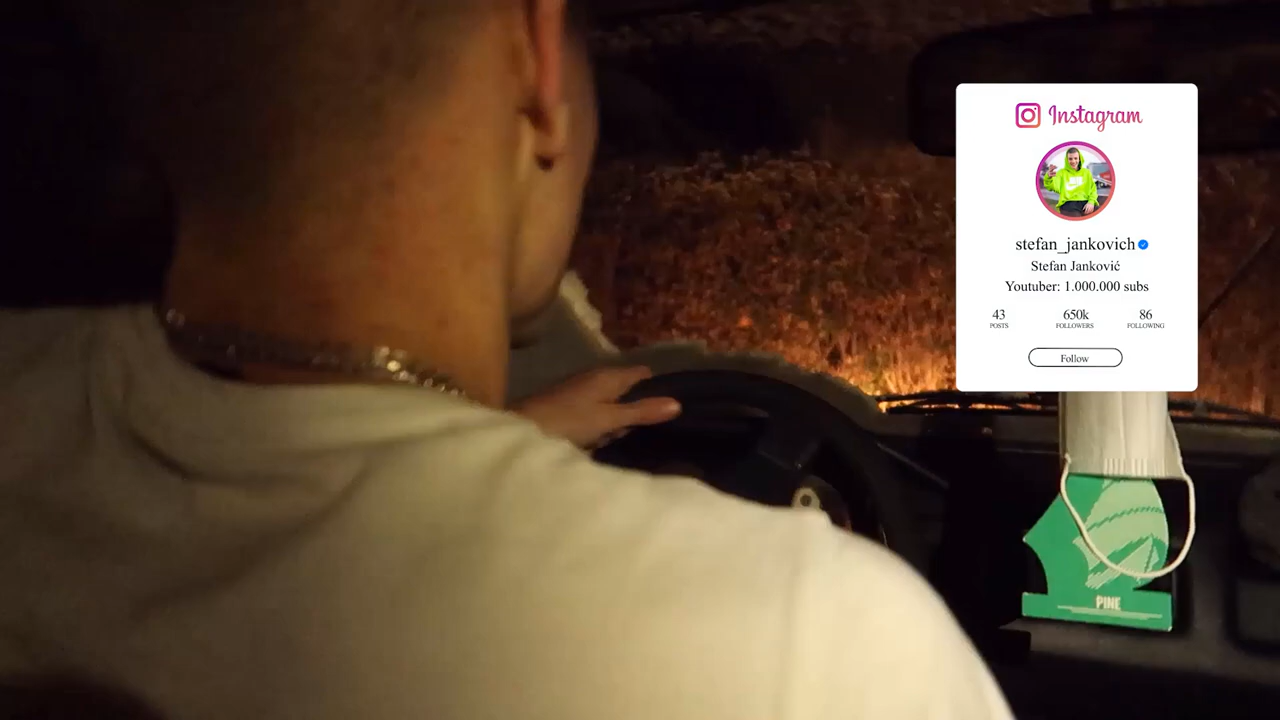 Instagram
stefan_jankovich
Stefan Janković
Youtuber: 1.000.000 subs
43 650k 86
POSTS FOLLOWERS FOLLOWING
Follow
PINE